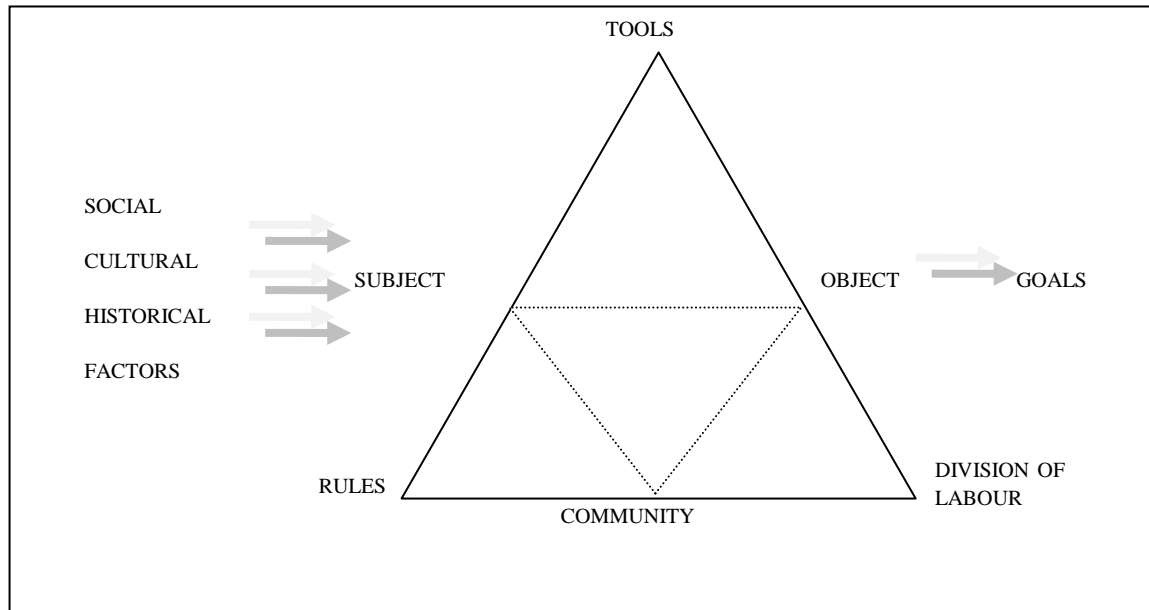 TOOLS
SOCIAL
CULTURAL
SUBJECT
OBJECT
GOALS
HISTORICAL
FACTORS
RULES
DIVISION OF
LABOUR
COMMUNITY